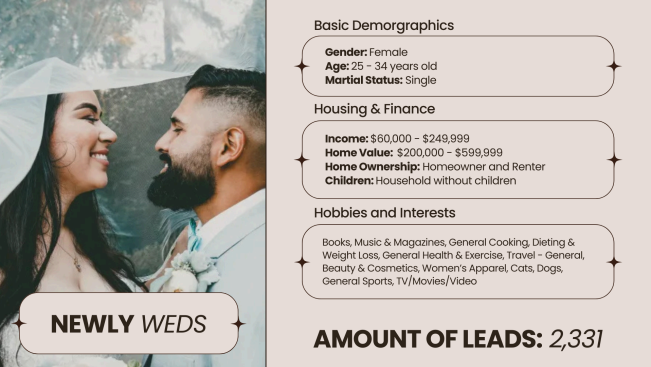 Basic Demorgraphics
Gender: Female
Age: 25 - 34 years old
Martial Status: Single
Housing & Finance
Income: $60,000 - $249,999
Home Value: $200,000 - $599,999
Home Ownership: Homeowner and Renter
Children: Household without children
Hobbies and Interests
Books, Music & Magazines, General Cooking, Dieting &
Weight Loss, General Health & Exercise, Travel - General,
Beauty & Cosmetics, Women's Apparel, Cats, Dogs,
General Sports, TV/Movies/Video
NEWLY WEDS
AMOUNT OF LEADS: 2,331